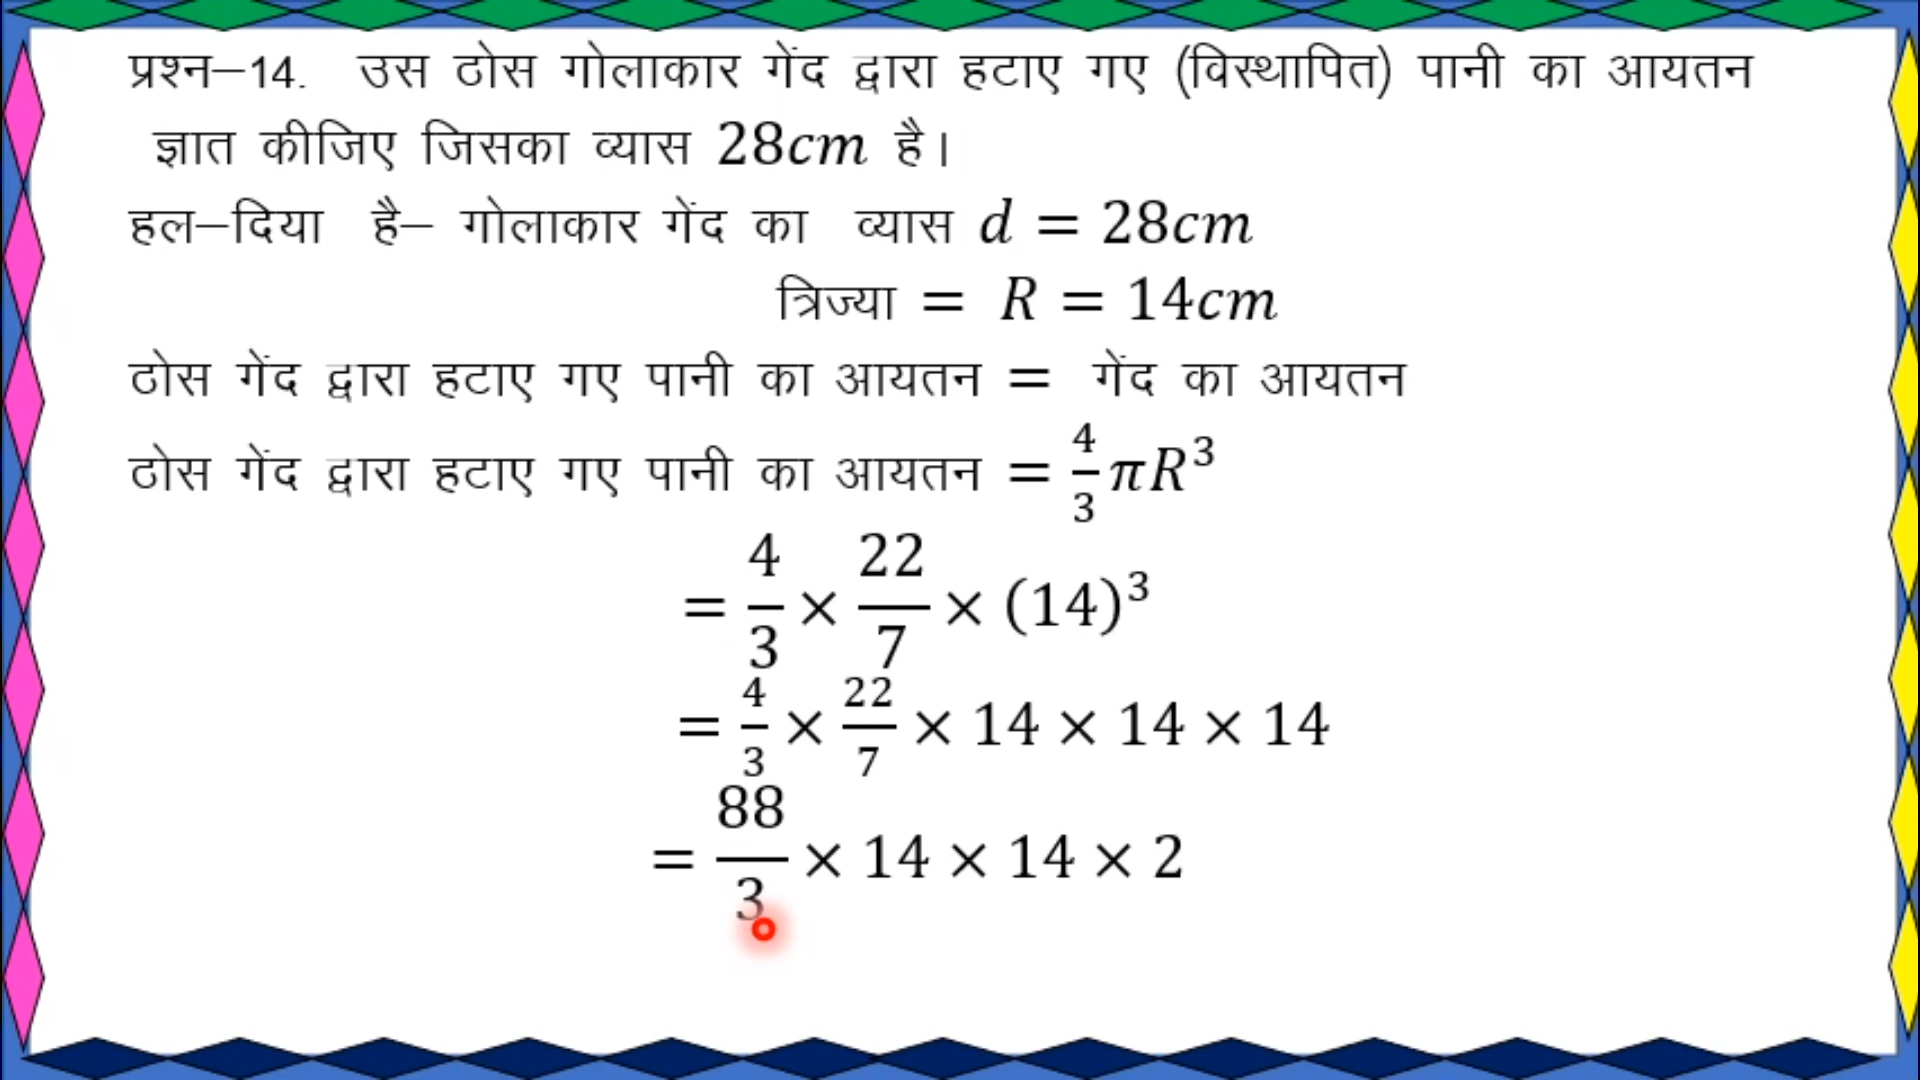 प्रश्न–14. उस ठोस गोलाकार गेंद द्वारा हटाए गए (विस्थापित) पानी का आयतन
ज्ञात कीजिए जिसका व्यास 28cm है।
हल–दिया है– गोलाकार गेंद का व्यास d = 28cm
त्रिज्या = R = 14cm
ठोस गेंद द्वारा हटाए गए पानी का आयतन = गेंद का आयतन
ठोस गेंद द्वारा हटाए गए पानी का आयतन = 4/3 πR³
= 4/3 × 22/7 × (14)³
= 4/3 × 22/7 × 14 × 14 × 14
= 88/3 × 14 × 14 × 2